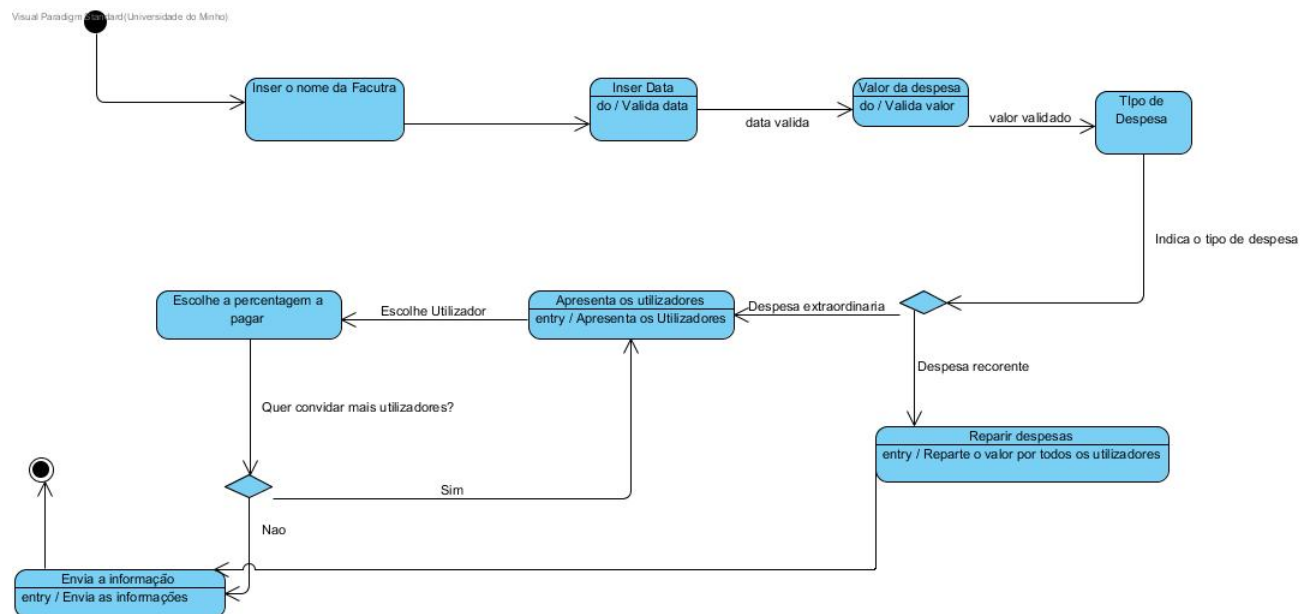 Visual Paradigm Standard(Universidade do Minho)
Inser o nome da Facutra
Inser Data
do / Valida data
data valida
Valor da despesa
do / Valida valor
valor validado
TIpo de
Despesa
Indica o tipo de despesa
Despesa extraordinaria
Apresenta os utilizadores
entry / Apresenta os Utilizadores
Escolhe Utilizador
Escolhe a percentagem a
pagar
Despesa recorente
Quer convidar mais utilizadores?
Reparir despesas
entry / Reparte o valor por todos os utilizadores
Sim
Nao
Envia a informação
entry / Envia as informações